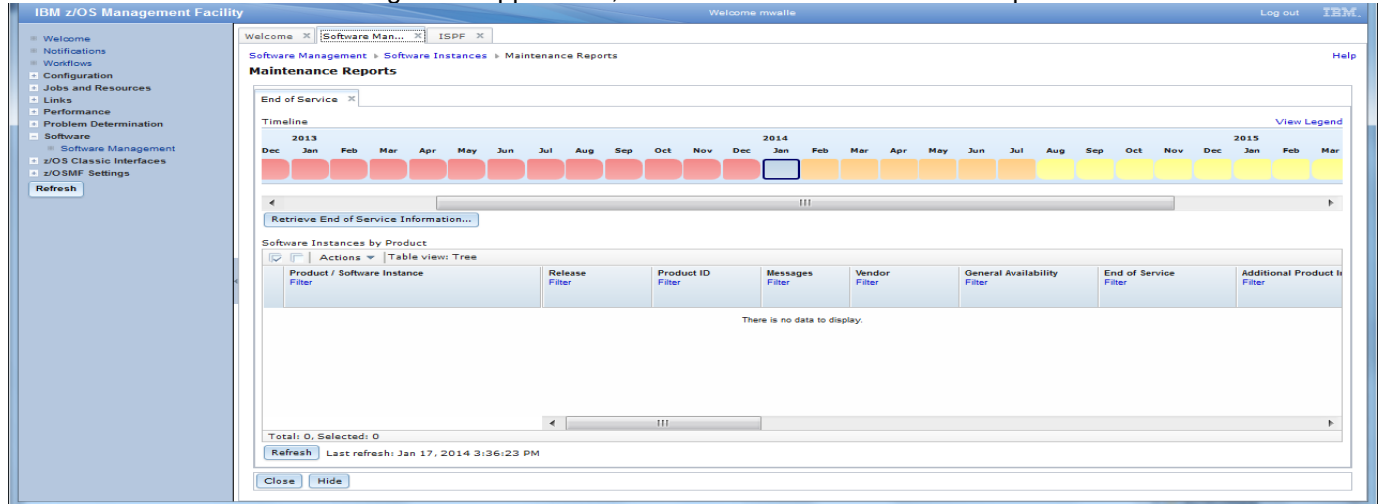 IBM z/OS Management Facility
Welcome mwalle
Log out
IBM
Welcome
Notifications
Workflows
Configuration
Jobs and Resources
Links
Performance
Problem Determination
Software
Software Management
z/OS Classic Interfaces
z/OSMF Settings
Refresh
Welcome Software Man... ISPF
Software Management Software Instances Maintenance Reports
Help
Maintenance Reports
End of Service
Timeline
View Legend
2013 2014 2015
Dec Jan Feb Mar Apr May Jun Jul Aug Sep Oct Nov Dec Jan Feb Mar Apr May Jun Jul Aug Sep Oct Nov Dec Jan Feb Mar
Retrieve End of Service Information...
Software Instances by Product
Actions Table view: Tree
Product / Software Instance Release Product ID Messages Vendor General Availability End of Service Additional Product
Filter Filter Filter Filter Filter Filter Filter Filter
There is no data to display.
Total: 0, Selected: 0
Refresh Last refresh: Jan 17, 2014 3:36:23 PM
Close Hide